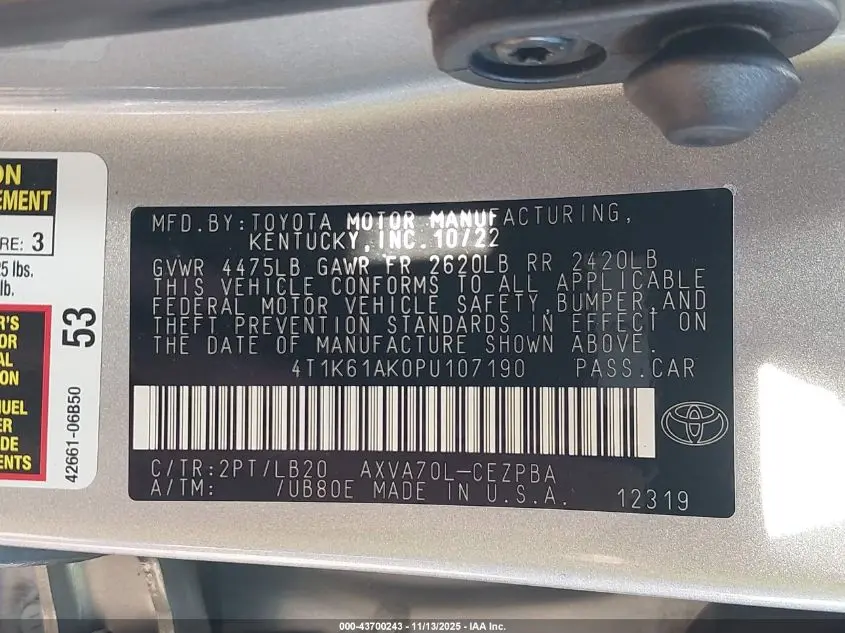 ON
EMENT
RE: 3
25 lbs.
lb.
R'S
OR
AL
ION
UEL
ER
DE
ENTS
53
42661-06B50
MFD.BY:TOYOTA MOTOR MANUFACTURING,
KENTUCKY, INC. 10/22
GVWR 4475LB GAWR FR 2620LB RR 2420LB
THIS VEHICLE CONFORMS TO ALL APPLICABLE
FEDERAL MOTOR VEHICLE SAFETY,BUMPER,AND
THEFT PREVENTION STANDARDS IN EFFECT ON
THE DATE OF MANUFACTURE SHOWN ABOVE.
4T1K61AK0PU107190 PASS.CAR
C/TR:2PT/LB20 AXVA70L-CEZPBA
A/TM: /UB80E MADE IN U.S.A. 12319
000-43700243 | 11/13/2025 - IAA Inc.